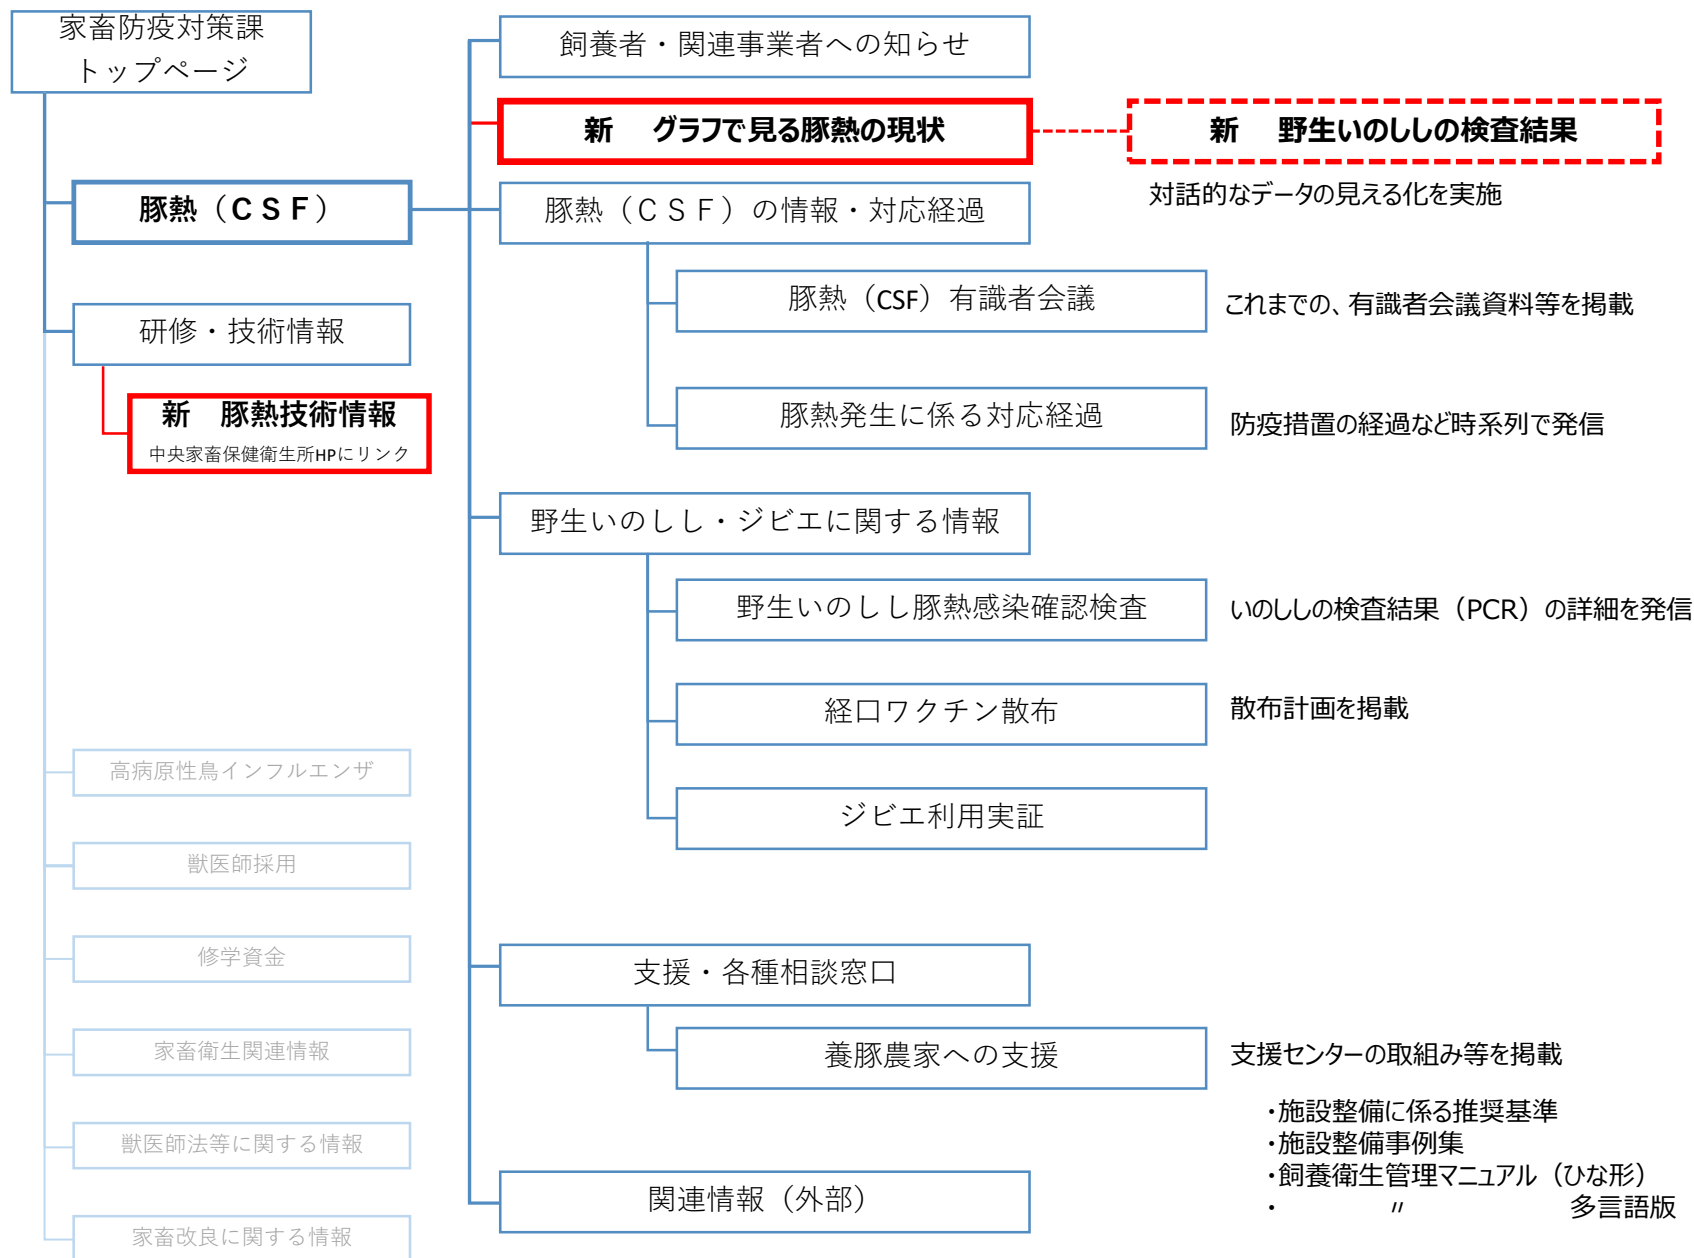 家畜防疫対策課
トップページ
飼養者・関連事業者への知らせ
新　グラフで見る豚熱の現状
新　野生いのししの検査結果
対話的なデータの見える化を実施
豚熱（ＣＳＦ）
豚熱（ＣＳＦ）の情報・対応経過
豚熱（CSF）有識者会議
これまでの、有識者会議資料等を掲載
研修・技術情報
新　豚熱技術情報
中央家畜保健衛生所HPにリンク
豚熱発生に係る対応経過
防疫措置の経過など時系列で発信
野生いのしし・ジビエに関する情報
野生いのしし豚熱感染確認検査
いのししの検査結果（PCR）の詳細を発信
経口ワクチン散布
散布計画を掲載
ジビエ利用実証
高病原性鳥インフルエンザ
獣医師採用
修学資金
家畜衛生関連情報
獣医師法等に関する情報
家畜改良に関する情報
支援・各種相談窓口
養豚農家への支援
支援センターの取組み等を掲載
・施設整備に係る推奨基準
・施設整備事例集
・飼養衛生管理マニュアル（ひな形）
・　　　　〃　　　　　　多言語版
関連情報（外部）